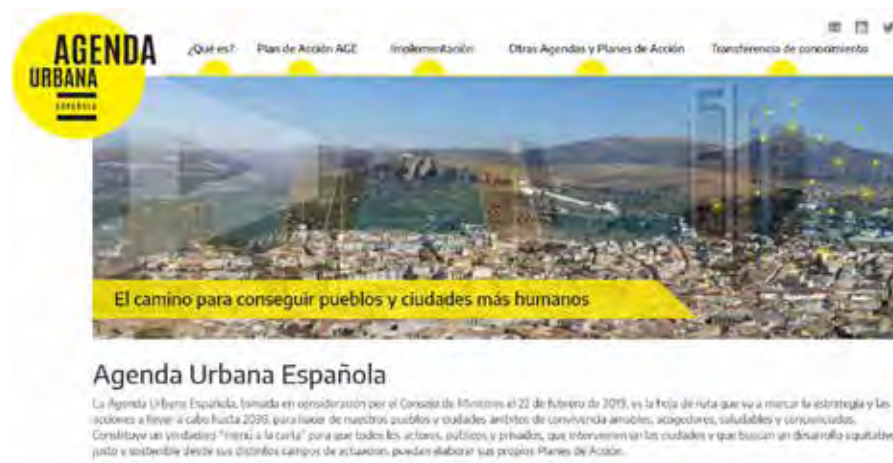 AGENDA
URBANA
ESPAÑOLA
¿Qué es? Plan de Acción AGE Implementación Otras Agendas y Planes de Acción Transferencia de conocimiento
El camino para conseguir pueblos y ciudades más humanos
Agenda Urbana Española
La Agenda Urbana Española, tomada en consideración por el Consejo de Ministros el 22 de febrero de 2019, es la hoja de ruta que va a marcar la estrategia y las
acciones a llevar a cabo hasta 2030, para hacer de nuestros pueblos y ciudades ámbitos de convivencia amables, acogedores, saludables y concienciados.
Constituye un verdadero "menú a la carta" para que todos los actores, públicos y privados, que intervienen en las ciudades y que buscan un desarrollo equitativo,
justo y sostenible desde sus distintos campos de actuación, puedan elaborar sus propios Planes de Acción.